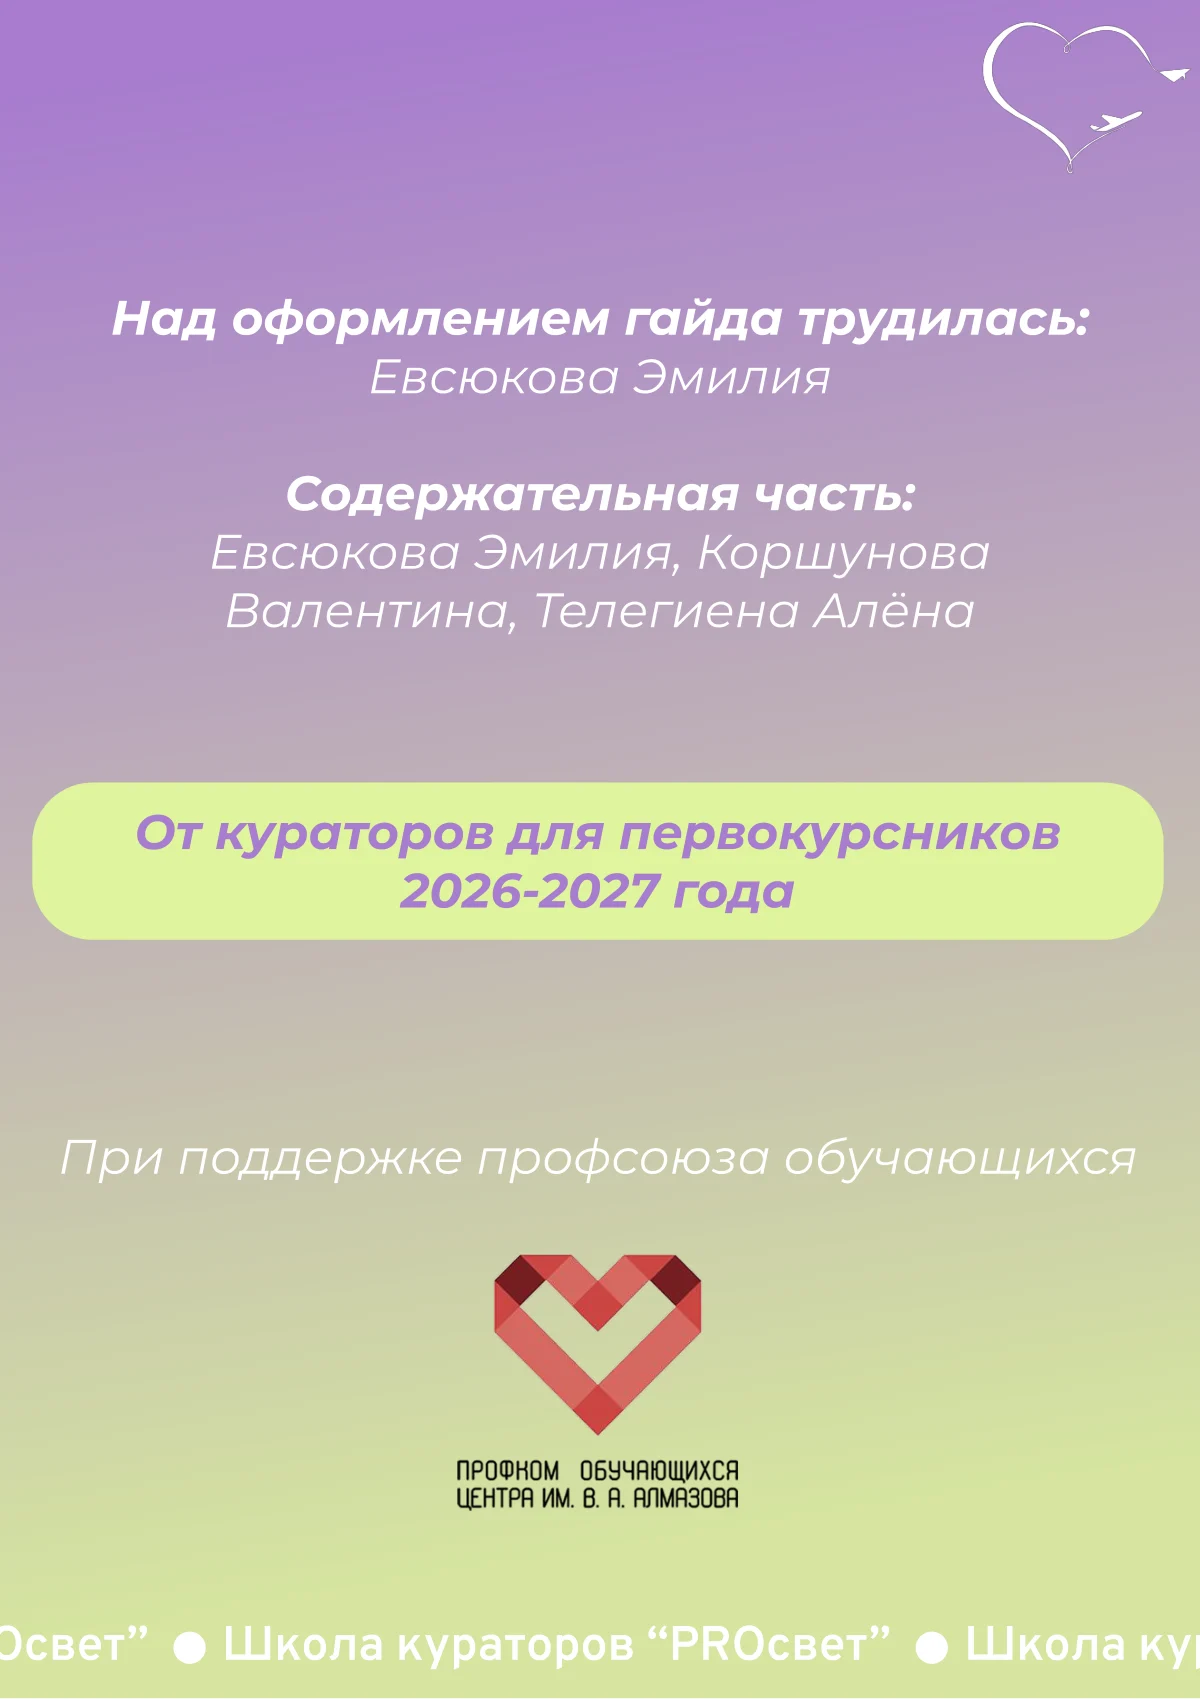 Над оформлением гайда трудилась:
Евсюкова Эмилия
Содержательная часть:
Евсюкова Эмилия, Коршунова
Валентина, Телегиена Алёна
От кураторов для первокурсников
2026-2027 года
При поддержке профсоюза обучающихся
ПРОФКОМ ОБУЧАЮЩИХСЯ
ЦЕНТРА ИМ. В. А. АЛМАЗОВА
Освет” ● Школа кураторов “PROсвет” ● Школа кур